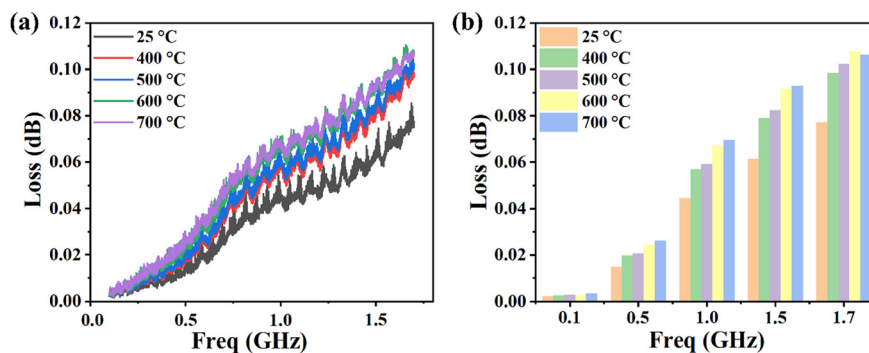 (a)
0.12
0.10
0.08
0.06
0.04
0.02
0.00
Loss (dB)
25 °C
400 °C
500 °C
600 °C
700 °C
0.0
0.5
1.0
1.5
Freq (GHz)
(b)
0.12
0.10
0.08
0.06
0.04
0.02
0.00
Loss (dB)
25 °C
400 °C
500 °C
600 °C
700 °C
0.1
0.5
1.0
1.5
1.7
Freq (GHz)